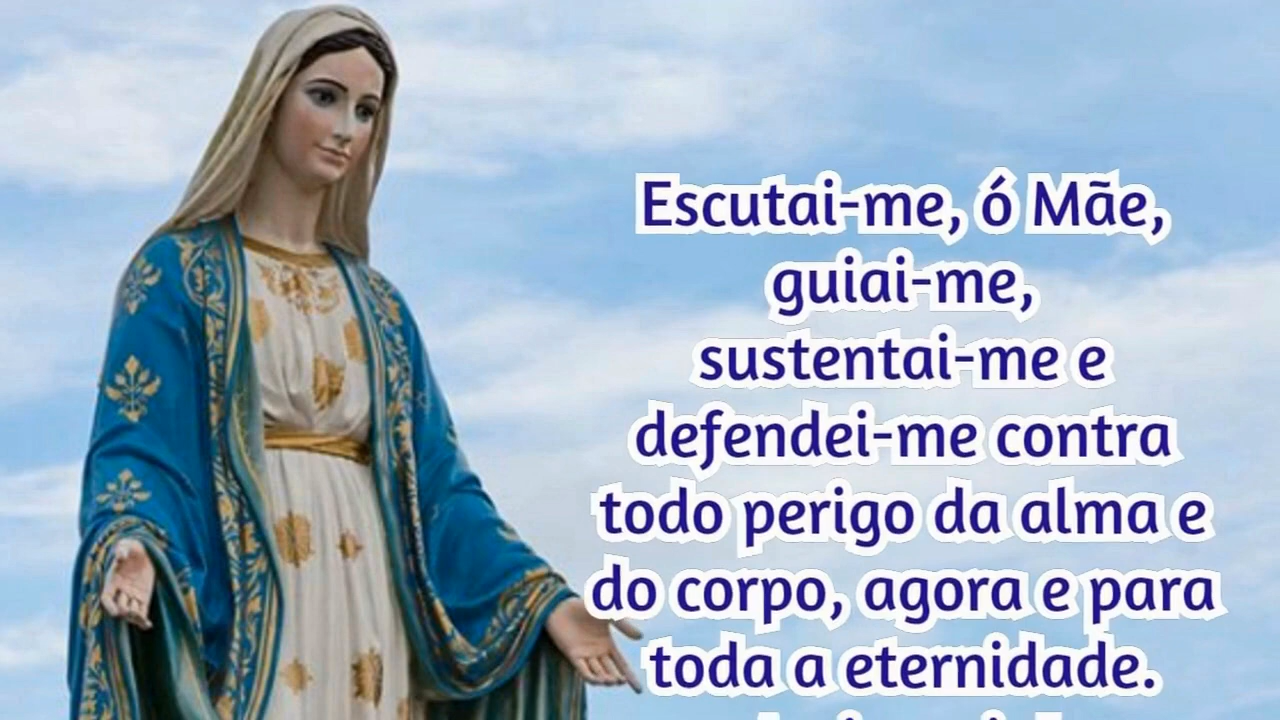 Escutai-me, ó Mãe,
guiai-me,
sustentai-me e
defendei-me contra
todo perigo da alma e
do corpo, agora e para
toda a eternidade.